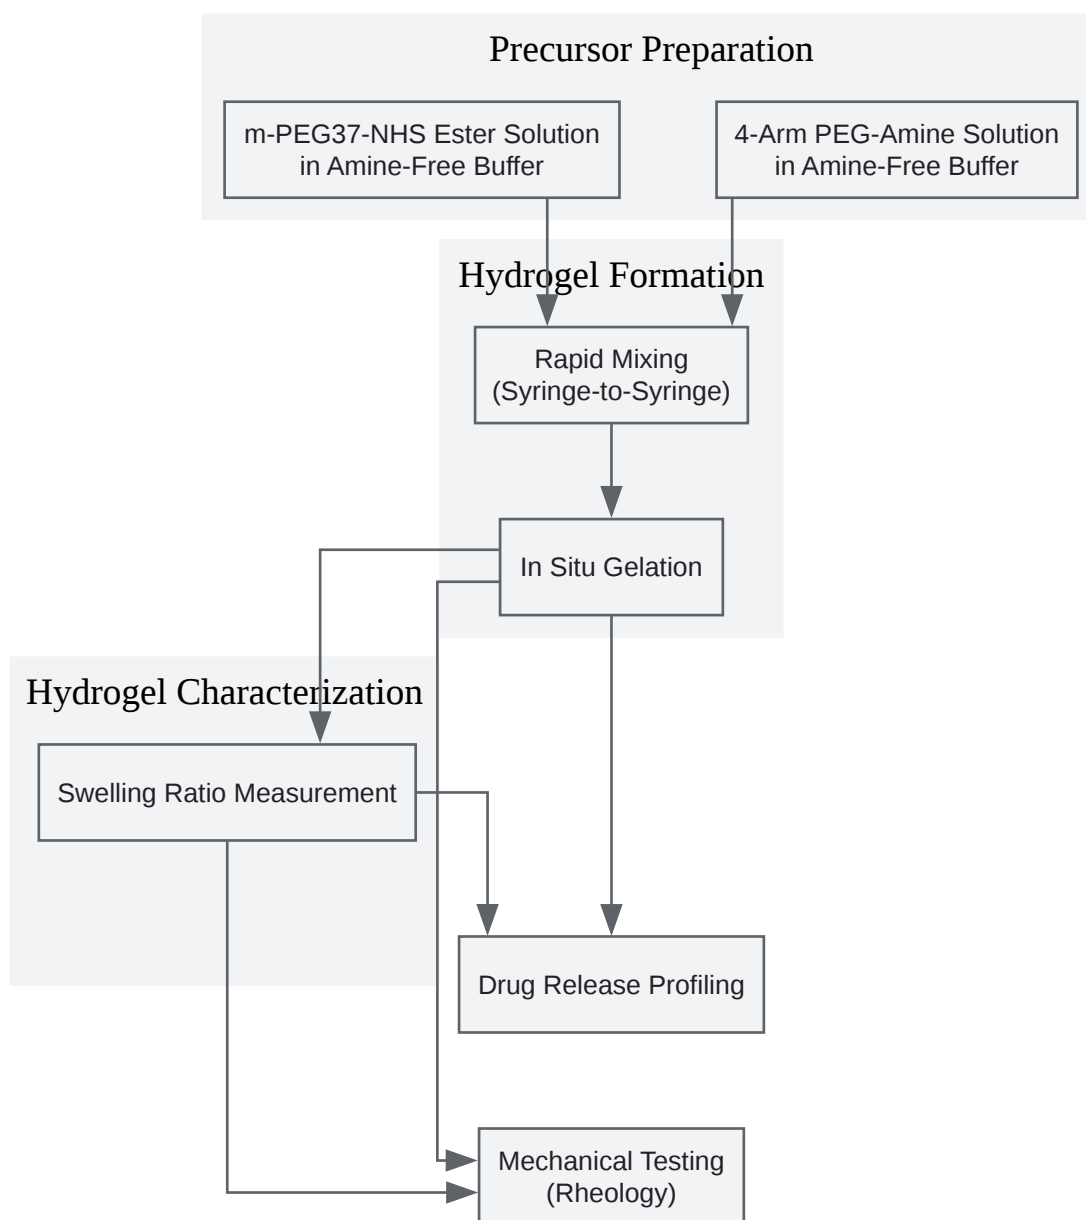 Precursor Preparation
m-PEG37-NHS Ester Solution
in Amine-Free Buffer
4-Arm PEG-Amine Solution
in Amine-Free Buffer
Hydrogel Formation
Rapid Mixing
(Syringe-to-Syringe)
In Situ Gelation
Hydrogel Characterization
Swelling Ratio Measurement
Drug Release Profiling
Mechanical Testing
(Rheology)